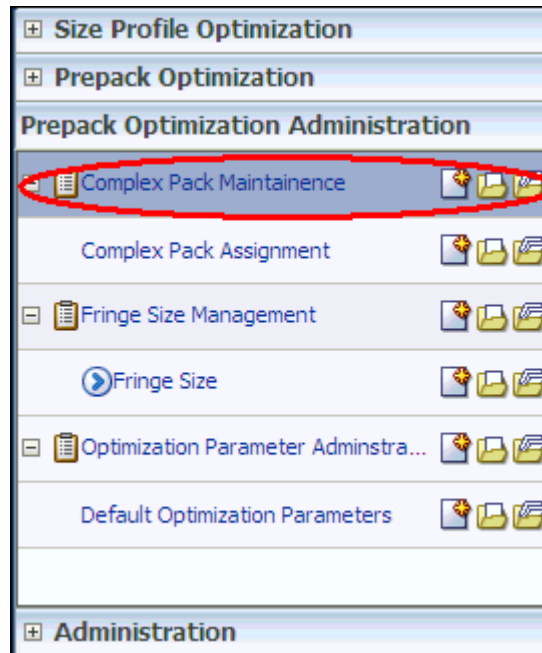 Size Profile Optimization
Prepack Optimization
Prepack Optimization Administration
Complex Pack Maintainence
Complex Pack Assignment
Fringe Size Management
Fringe Size
Optimization Parameter Adminstra...
Default Optimization Parameters
Administration